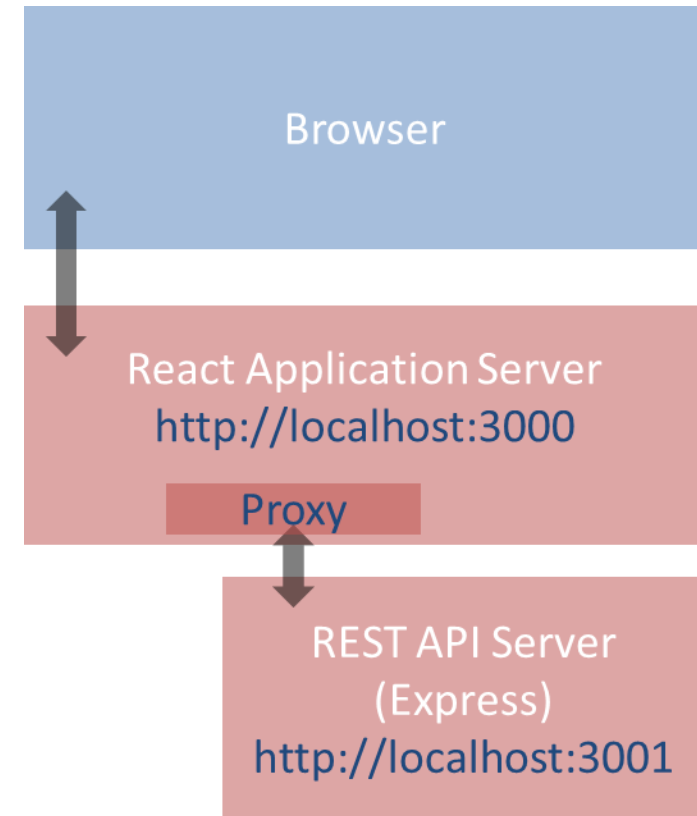 Browser
React Application Server
http://localhost:3000
Proxy
REST API Server
(Express)
http://localhost:3001